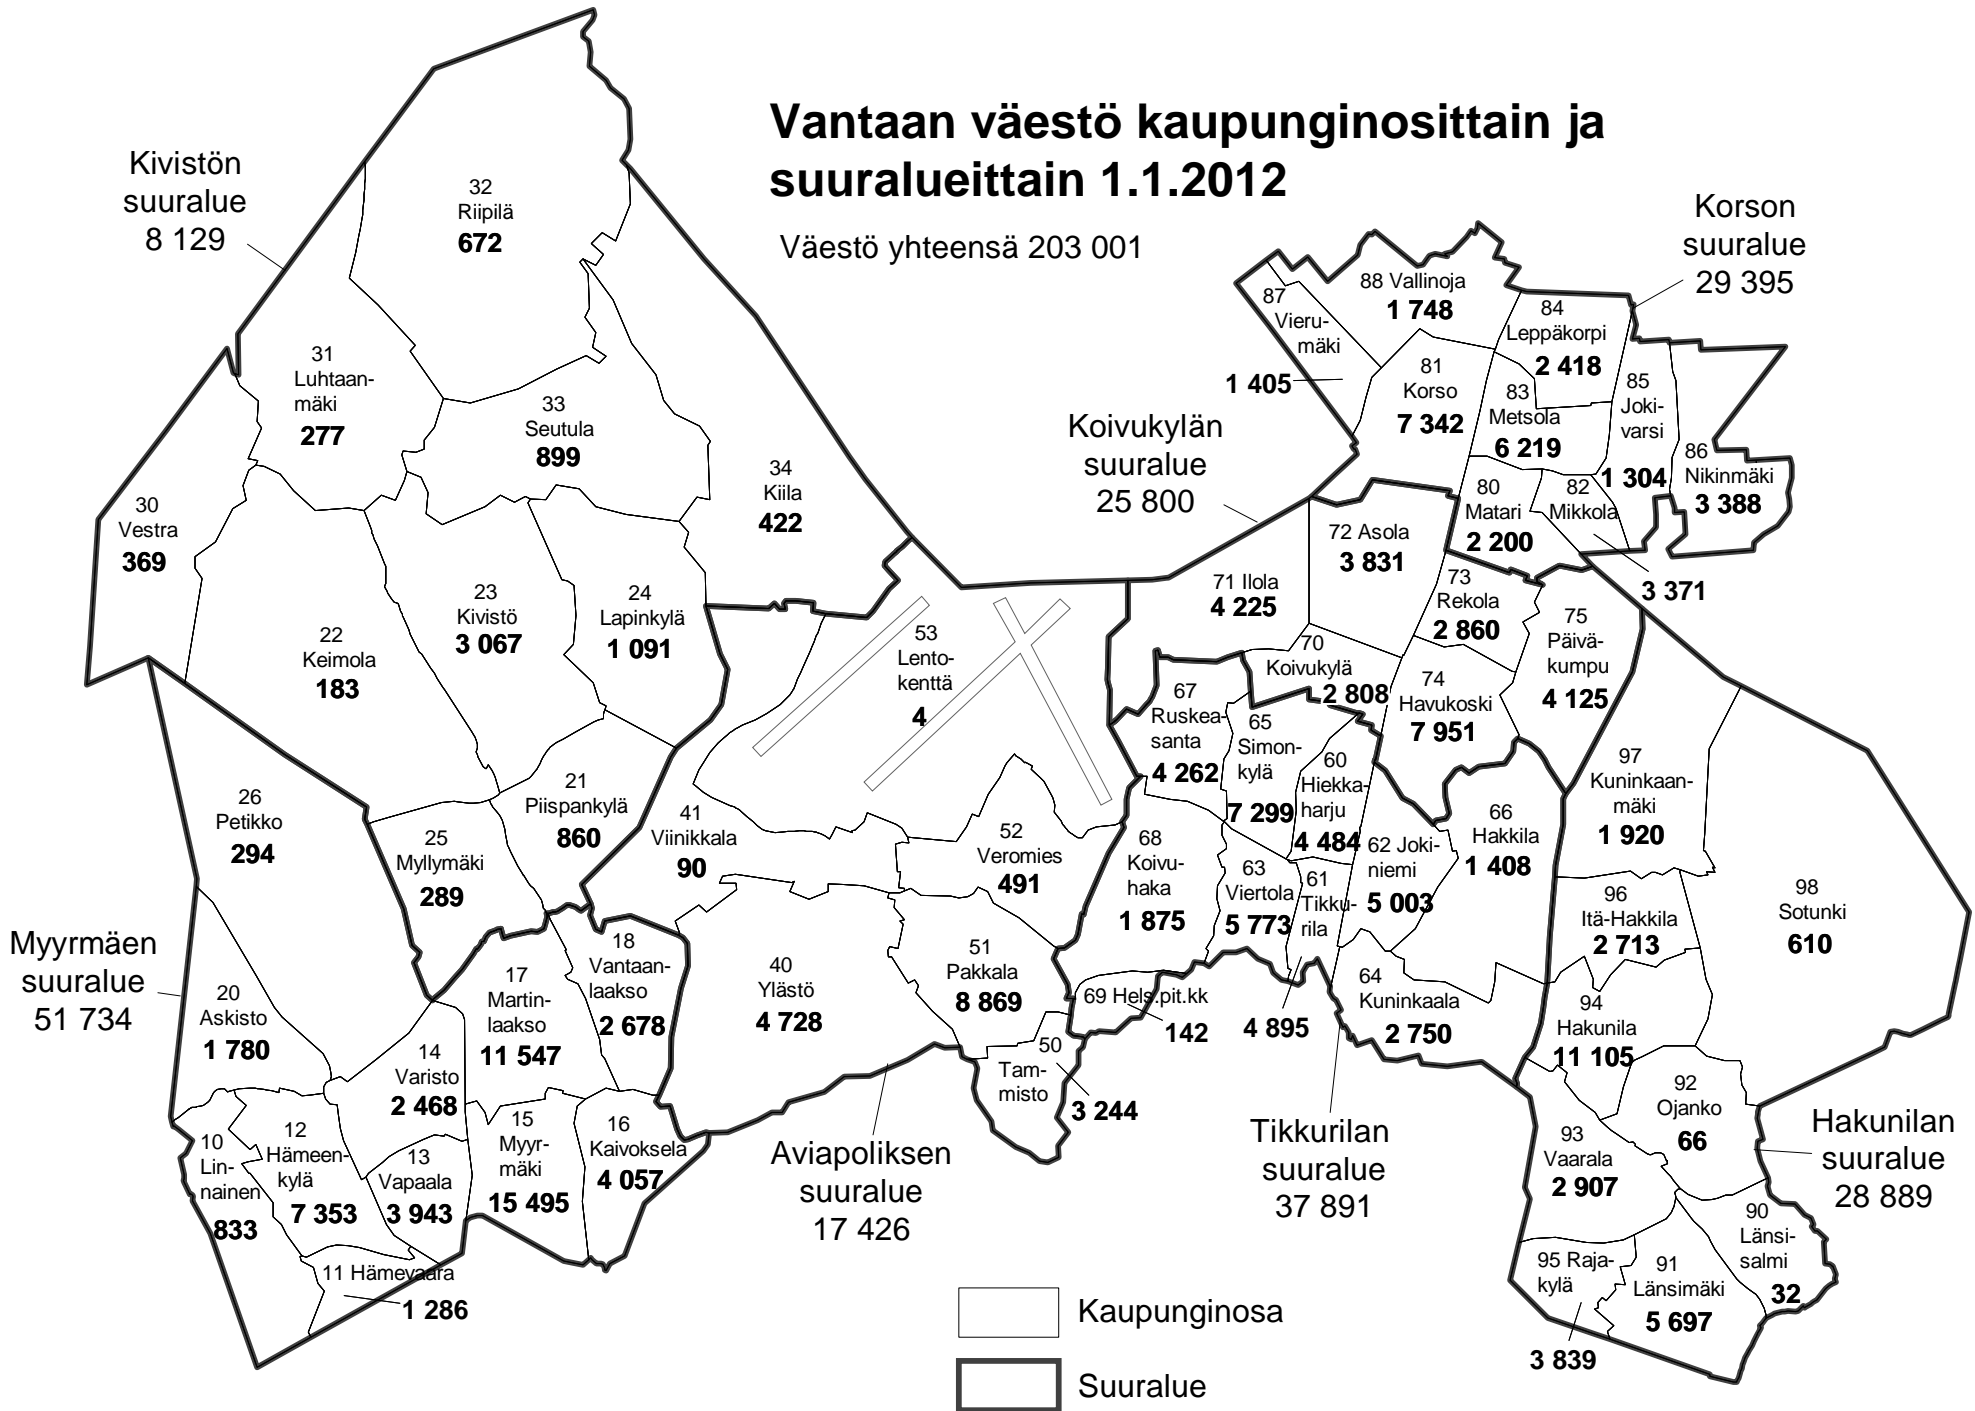 Vantaan väestö kaupunginosittain ja
suuralueittain 1.1.2012
Väestö yhteensä 203 001
Kivistön
suuralue
8 129
32
Riipilä
672
31
Luhtaan-
mäki
277
33
Seutula
899
34
Kiila
422
30
Vestra
369
22
Keimola
183
23
Kivistö
3 067
24
Lapinkylä
1 091
21
Piispankylä
860
25
Myllymäki
289
Myyrmäen
suuralue
51 734
26
Petikko
294
20
Askisto
1 780
18
Vantaan-
laakso
2 678
17
Martin-
laakso
11 547
14
Varisto
2 468
10
Lin-
nainen
833
12
Hämeen-
kylä
7 353
13
Vapaala
3 943
15
Myyr-
mäki
15 495
16
Kaivoksela
4 057
11 Hämevaara
1 286
Aviapoliksen
suuralue
17 426
53
Lento-
kenttä
4
41
Viinikkala
90
52
Veromies
491
40
Ylästö
4 728
51
Pakkala
8 869
50
Tam-
misto
3 244
Korson
suuralue
29 395
87
Vieru-
mäki
1 405
88 Vallinoja
1 748
84
Leppäkorpi
2 418
81
Korso
7 342
83
Metsola
6 219
85
Joki-
varsi
1 304
86
Nikinmäki
3 388
80
Matari
2 200
82
Mikkola
3 371
Koivukylän
suuralue
25 800
72 Asola
3 831
71 Ilola
4 225
73
Rekola
2 860
75
Päivä-
kumpu
4 125
70
Koivukylä
2 808
74
Havukoski
7 951
Tikkurilan
suuralue
37 891
67
Ruskea-
santa
4 262
65
Simon-
kylä
7 299
60
Hiekka-
harju
4 484
66
Hakkila
1 408
68
Koivu-
haka
1 875
63
Viertola
5 773
61
Tikku-
rila
4 895
62 Joki-
niemi
5 003
64
Kuninkaala
2 750
69 Hels.pit.kk
142
Hakunilan
suuralue
28 889
97
Kuninkaan-
mäki
1 920
96
Itä-Hakkila
2 713
98
Sotunki
610
94
Hakunila
11 105
92
Ojanko
66
93
Vaarala
2 907
90
Länsi-
salmi
32
95 Raja-
kylä
3 839
91
Länsimäki
5 697
Kaupunginosa
Suuralue